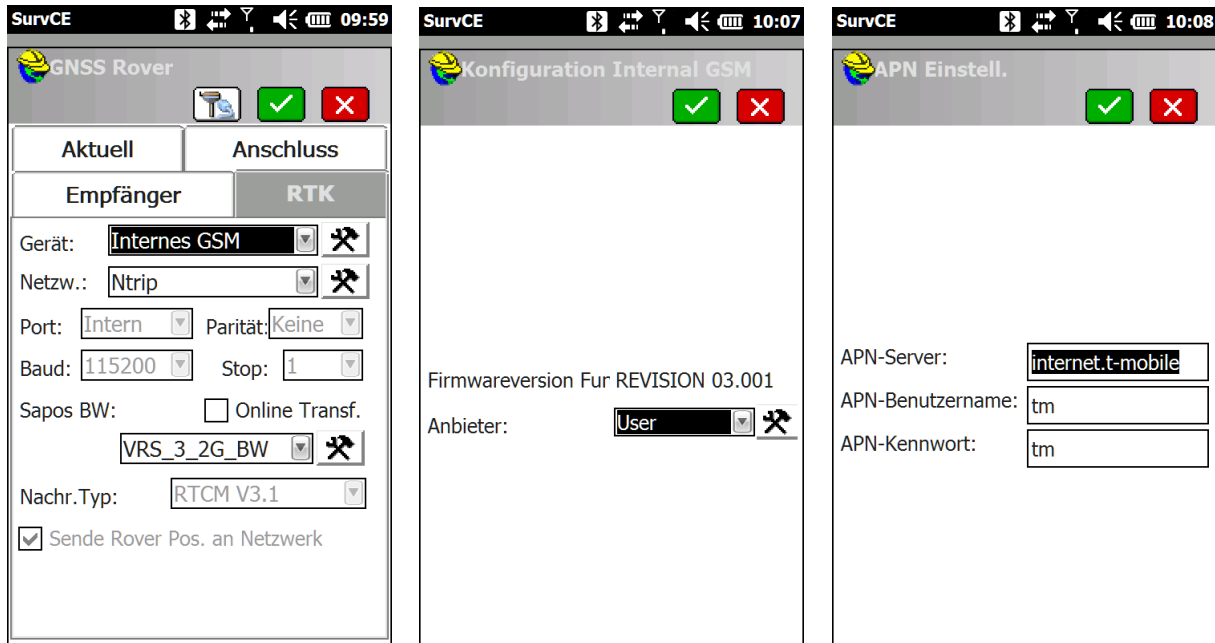 SurvCE 09:59
GNSS Rover
Aktuell Anschluss
Empfänger RTK
Gerät: Internes GSM
Netzw.: Ntrip
Port: Intern Parität: Keine
Baud: 115200 Stop: 1
Sapos BW: Online Transf.
VRS_3_2G_BW
Nachr.Typ: RTCM V3.1
Sende Rover Pos. an Netzwerk
SurvCE 10:07
Konfiguration Internal GSM
Firmwareversion Fur REVISION 03.001
Anbieter: User
SurvCE 10:08
APN Einstell.
APN-Server: internet.t-mobile
APN-Benutzername: tm
APN-Kennwort: tm